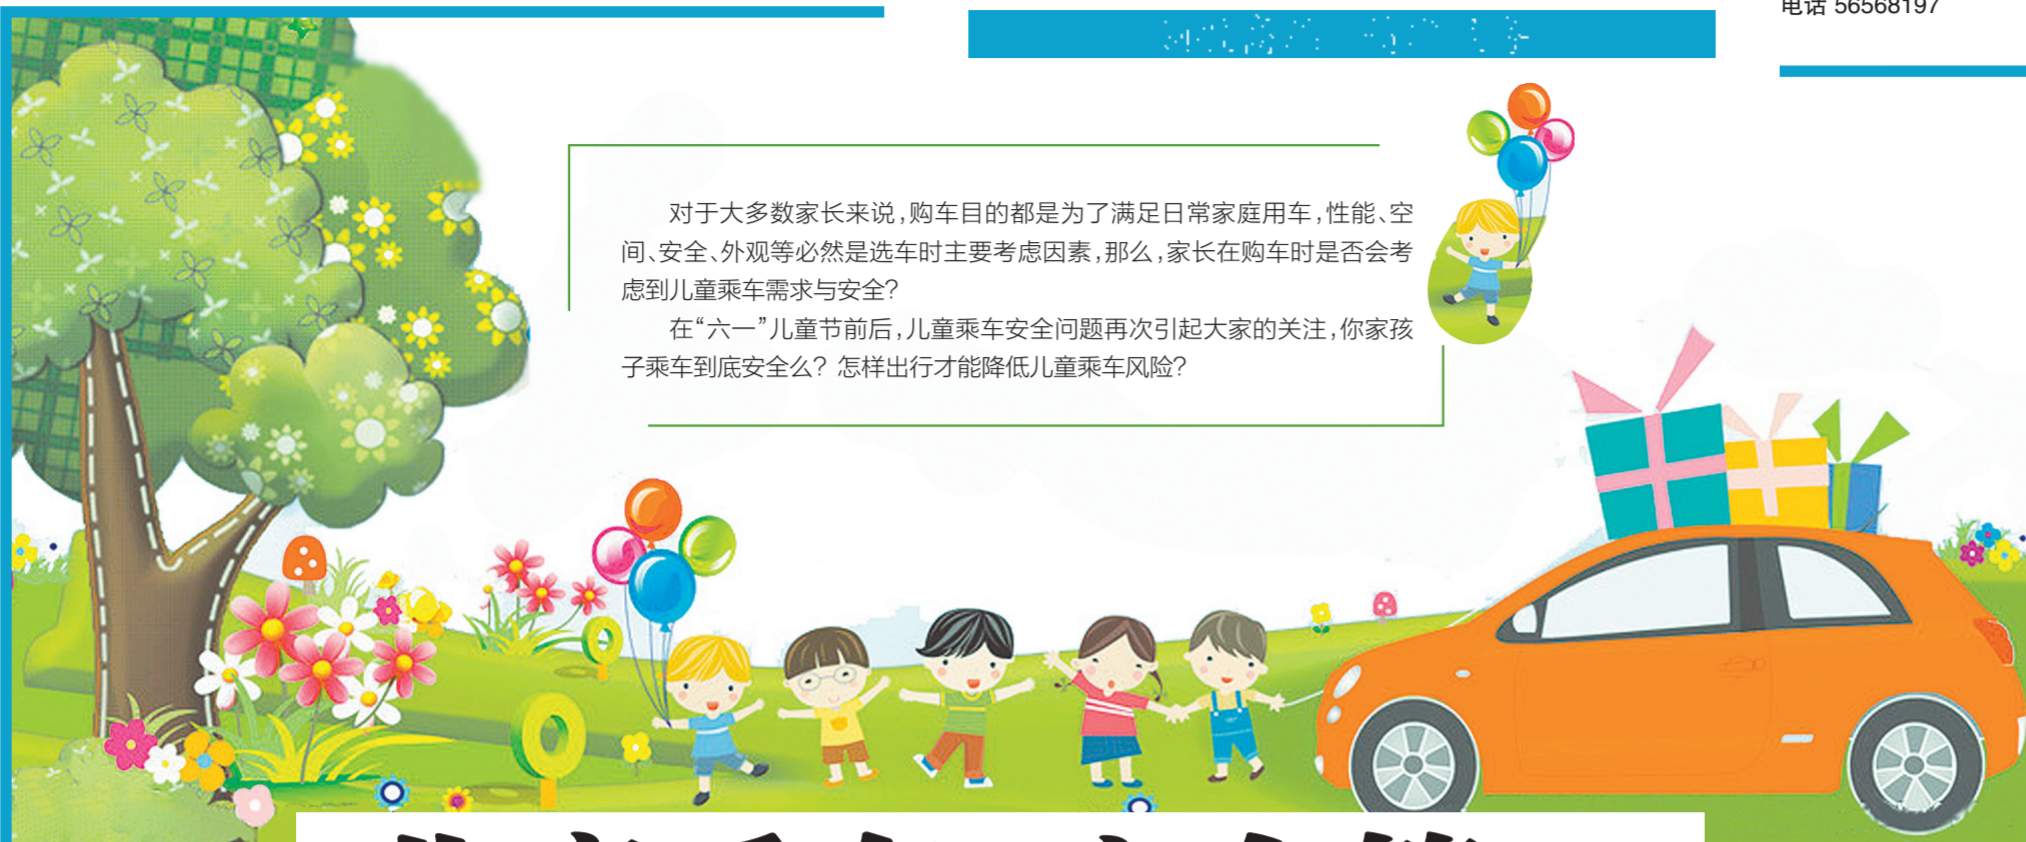 电话 56568197
对于大多数家长来说，购车目的都是为了满足日常家庭用车，性能、空
间、安全、外观等必然是选车时主要考虑因素，那么，家长在购车时是否会考
虑到儿童乘车需求与安全？
在“六一”儿童节前后，儿童乘车安全问题再次引起大家的关注，你家孩
子乘车到底安全么？怎样出行才能降低儿童乘车风险？